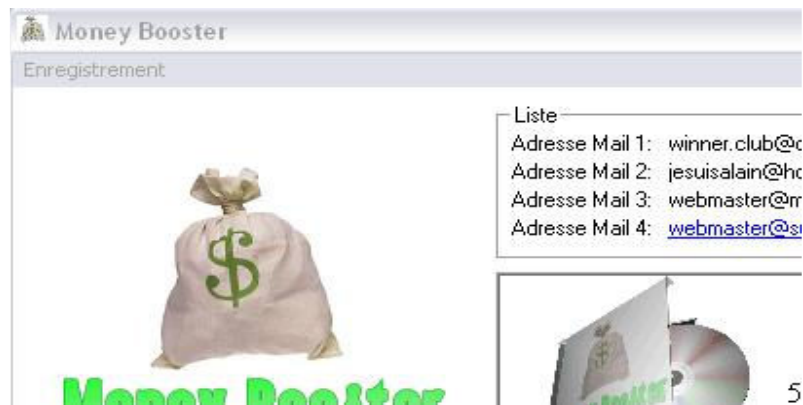 Money Booster
Enregistrement
Liste
Adresse Mail 1: winner.club@
Adresse Mail 2: jesuisalain@
Adresse Mail 3: webmaster@
Adresse Mail 4: webmaster@
$
Money Booster
$
5